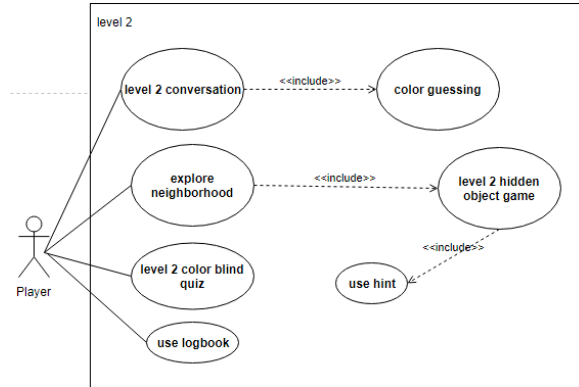 level 2
level 2 conversation
<<include>>
color guessing
explore
neighborhood
<<include>>
level 2 hidden
object game
<<include>>
level 2 color blind
quiz
use hint
Player
use logbook